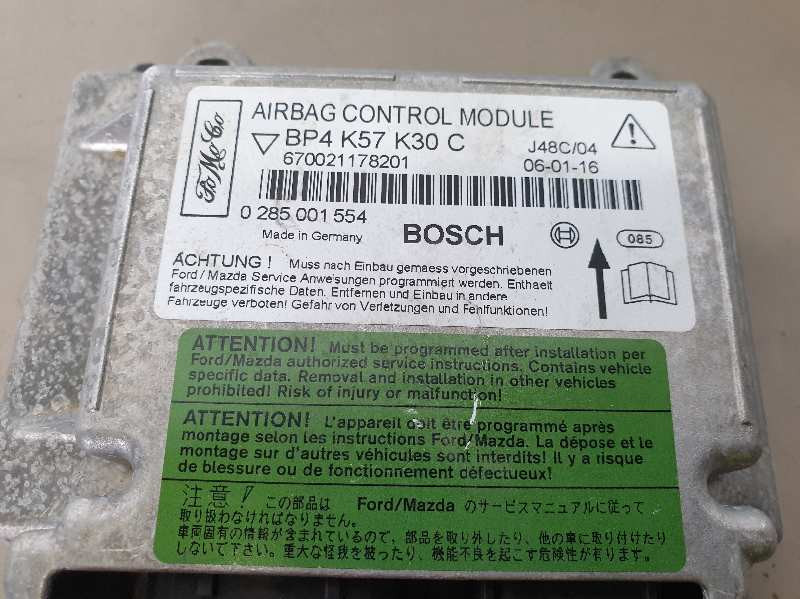 FoMoCo
AIRBAG CONTROL MODULE
BP4 K57 K30 C
J48C/04
670021178201
06-01-16
0 285 001 554
Made in Germany
BOSCH
085
ACHTUNG ! Muss nach Einbau gemaess vorgeschriebenen
Ford / Mazda Service Anweisungen programmiert werden. Enthaelt
fahrzeugspezifische Daten. Entfernen und Einbau in andere
Fahrzeuge verboten! Gefahr von Verletzungen und Fehlfunktionen!
ATTENTION! Must be programmed after installation per
Ford/Mazda authorized service instructions. Contains vehicle
specific data. Removal and installation in other vehicles
prohibited! Risk of injury or malfunction!
ATTENTION! L'appareil doit être programmé après
montage selon les instructions Ford/Mazda. La dépose et le
montage sur d'autres véhicules sont interdits! Il y a risque
de blessure ou de fonctionnement défectueux!
注意! この部品は Ford/Mazda のサービスマニュアルに従って
取り扱わなければなりません。
車両固有の情報が含まれているので、部品を取り外したり、他の車に取り付けたり
しないで下さい。重大な怪我を被ったり、機能不良を起こす危険性が有ります。